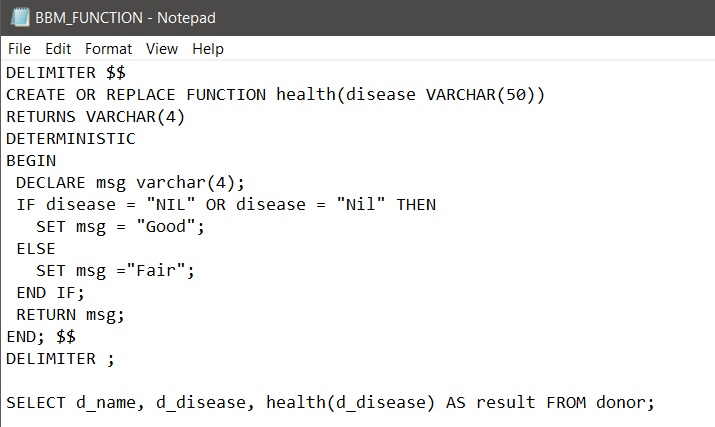 BBM_FUNCTION - Notepad
File Edit Format View Help
DELIMITER $$
CREATE OR REPLACE FUNCTION health(disease VARCHAR(50))
RETURNS VARCHAR(4)
DETERMINISTIC
BEGIN
 DECLARE msg varchar(4);
 IF disease = "NIL" OR disease = "Nil" THEN
   SET msg = "Good";
 ELSE
   SET msg ="Fair";
 END IF;
 RETURN msg;
END; $$
DELIMITER ;

SELECT d_name, d_disease, health(d_disease) AS result FROM donor;